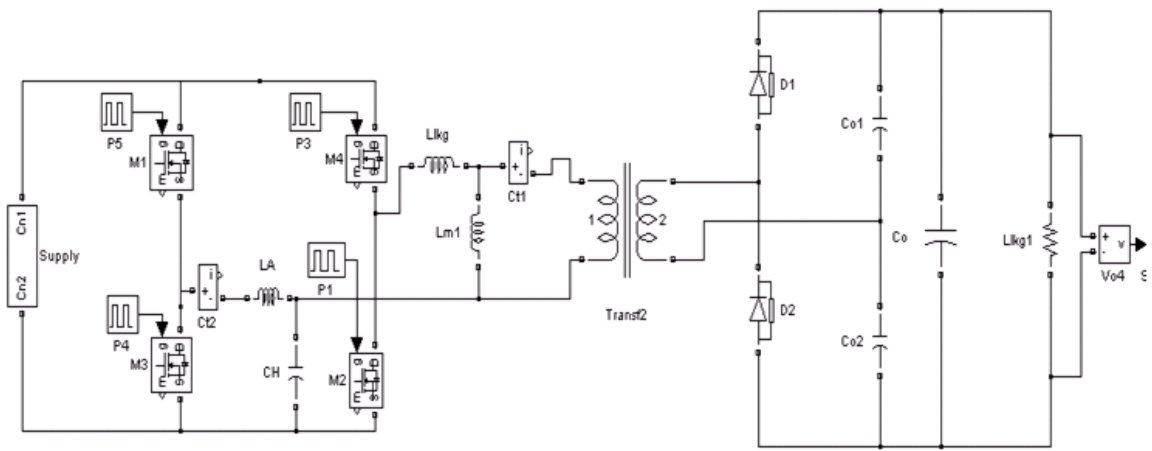 P5
M1
P3
M4
Llkg
i
+
-
Ct1
Lm1
1
2
Transf2
D1
D2
Co1
Co2
Co
Llkg1
+
-
v
Vo4
S
Cn1
Cn2
Supply
P4
M3
i
+
-
Ct2
LA
CH
P1
M2
g
D
m
S
g
D
m
S
g
D
m
S
g
D
m
S